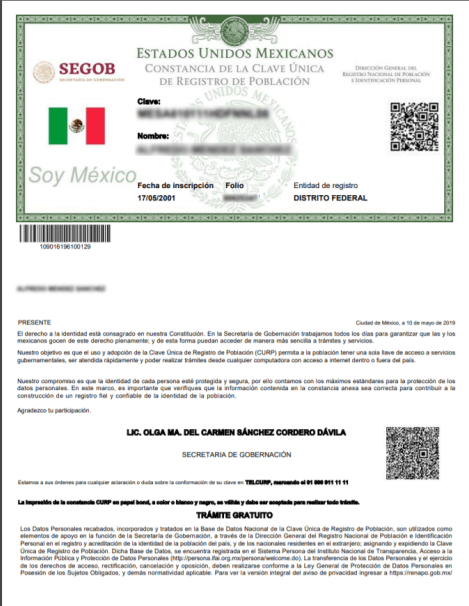 ESTADOS UNIDOS MEXICANOS
CONSTANCIA DE LA CLAVE ÚNICA
DE REGISTRO DE POBLACIÓN
SEGOB
SECRETARÍA DE GOBERNACIÓN
DIRECCIÓN GENERAL DEL
REGISTRO NACIONAL DE POBLACIÓN
E IDENTIFICACIÓN PERSONAL
Clave:
Nombre:
Soy México
Fecha de inscripción Folio Entidad de registro
17/05/2001 DISTRITO FEDERAL
109016196100129
PRESENTE Ciudad de México, a 10 de mayo de 2019
El derecho a la identidad está consagrado en nuestra Constitución. En la Secretaría de Gobernación trabajamos todos los días para garantizar que las y los
mexicanos gocen de este derecho plenamente; y de esta forma puedan acceder de manera más sencilla a trámites y servicios.
Nuestro objetivo es que el uso y adopción de la Clave Única de Registro de Población (CURP) permita a la población tener una sola llave de acceso a servicios
gubernamentales, ser atendida rápidamente y poder realizar trámites desde cualquier computadora con acceso a internet dentro o fuera del país.
Nuestro compromiso es que la identidad de cada persona esté protegida y segura, por ello contamos con los máximos estándares para la protección de los
datos personales. En este marco, es importante que verifiques que la información contenida en la constancia anexa sea correcta para contribuir a la
construcción de un registro fiel y confiable de la identidad de la población.
Agradezco tu participación.
LIC. OLGA MA. DEL CARMEN SÁNCHEZ CORDERO DÁVILA
SECRETARIA DE GOBERNACIÓN
Estamos a sus órdenes para cualquier aclaración o duda sobre la conformación de su clave en TELCURP, marcando el 01 800 911 11 11
La impresión de la constancia CURP en papel bond, a color o blanco y negro, es válida y debe ser aceptada para realizar todo trámite.
TRÁMITE GRATUITO
Los Datos Personales recabados, incorporados y tratados en la Base de Datos Nacional de la Clave Única de Registro de Población, son utilizados como
elementos de apoyo en la función de la Secretaría de Gobernación, a través de la Dirección General del Registro Nacional de Población e Identificación
Personal en el registro y acreditación de la identidad de la población del país, y de los nacionales residentes en el extranjero; asignando y expidiendo la Clave
Única de Registro de Población. Dicha Base de Datos, se encuentra registrada en el Sistema Persona del Instituto Nacional de Transparencia, Acceso a la
Información Pública y Protección de Datos Personales (http://persona.ifai.org.mx/persona/welcome.do). La transferencia de los Datos Personales y el ejercicio
de los derechos de acceso, rectificación, cancelación y oposición, deben realizarse conforme a la Ley General de Protección de Datos Personales en
Posesión de los Sujetos Obligados, y demás normatividad aplicable. Para ver la versión integral del aviso de privacidad ingresar a https://renapo.gob.mx/